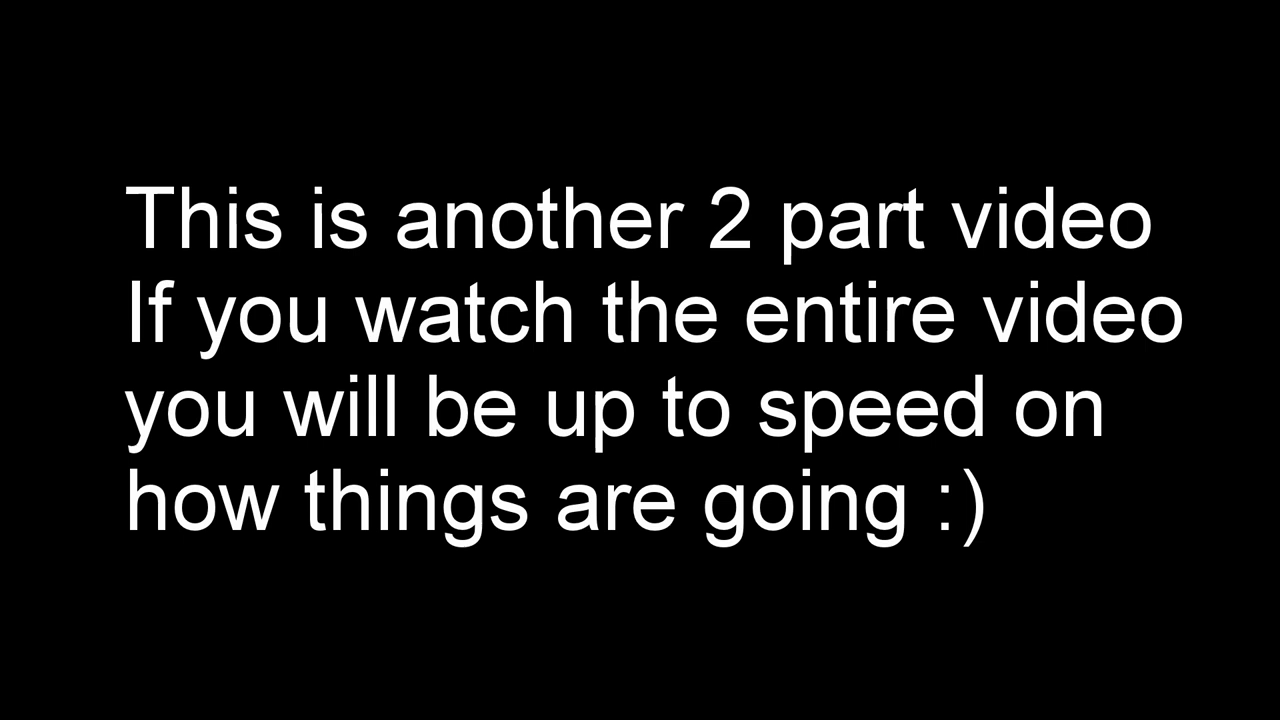 This is another 2 part video
If you watch the entire video
you will be up to speed on
how things are going :)